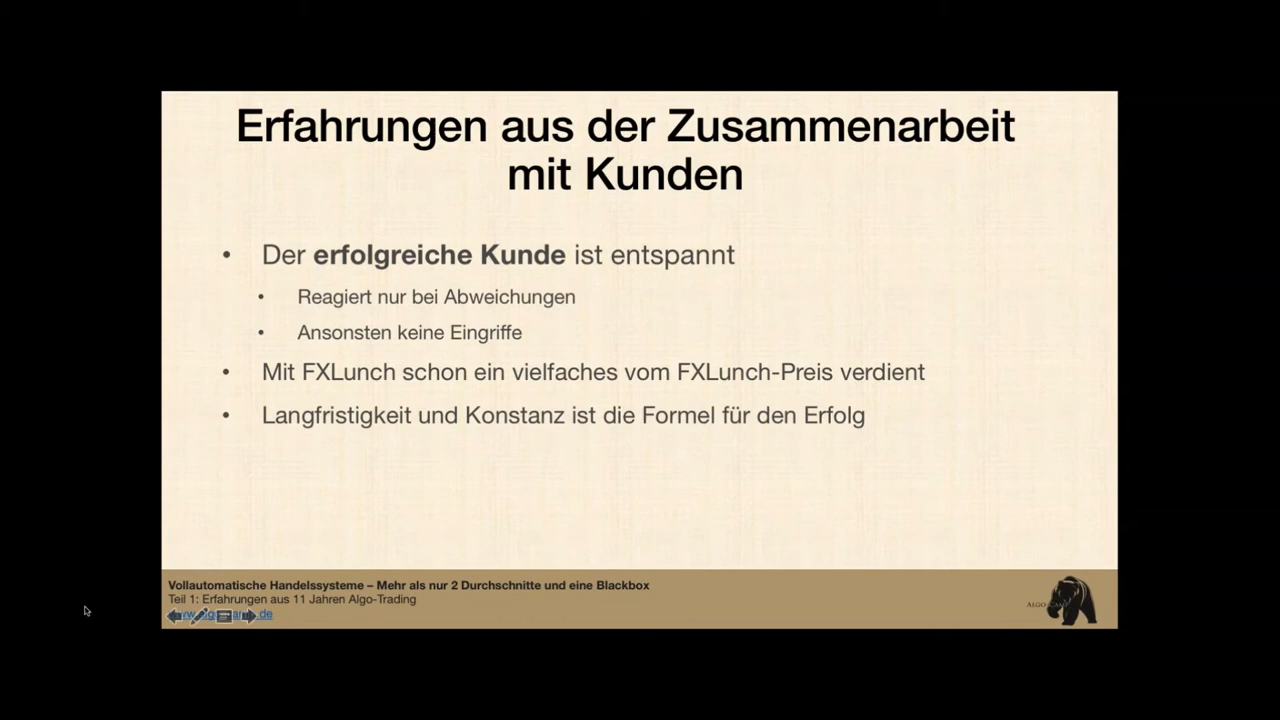 Erfahrungen aus der Zusammenarbeit
mit Kunden
• Der erfolgreiche Kunde ist entspannt
• Reagiert nur bei Abweichungen
• Ansonsten keine Eingriffe
• Mit FXLunch schon ein vielfaches vom FXLunch-Preis verdient
• Langfristigkeit und Konstanz ist die Formel für den Erfolg
Vollautomatische Handelssysteme – Mehr als nur 2 Durchschnitte und eine Blackbox
Teil 1: Erfahrungen aus 11 Jahren Algo-Trading